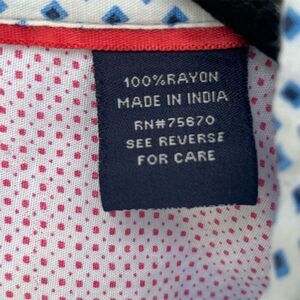 100%RAYON
MADE IN INDIA
RN#75670
SEE REVERSE
FOR CARE